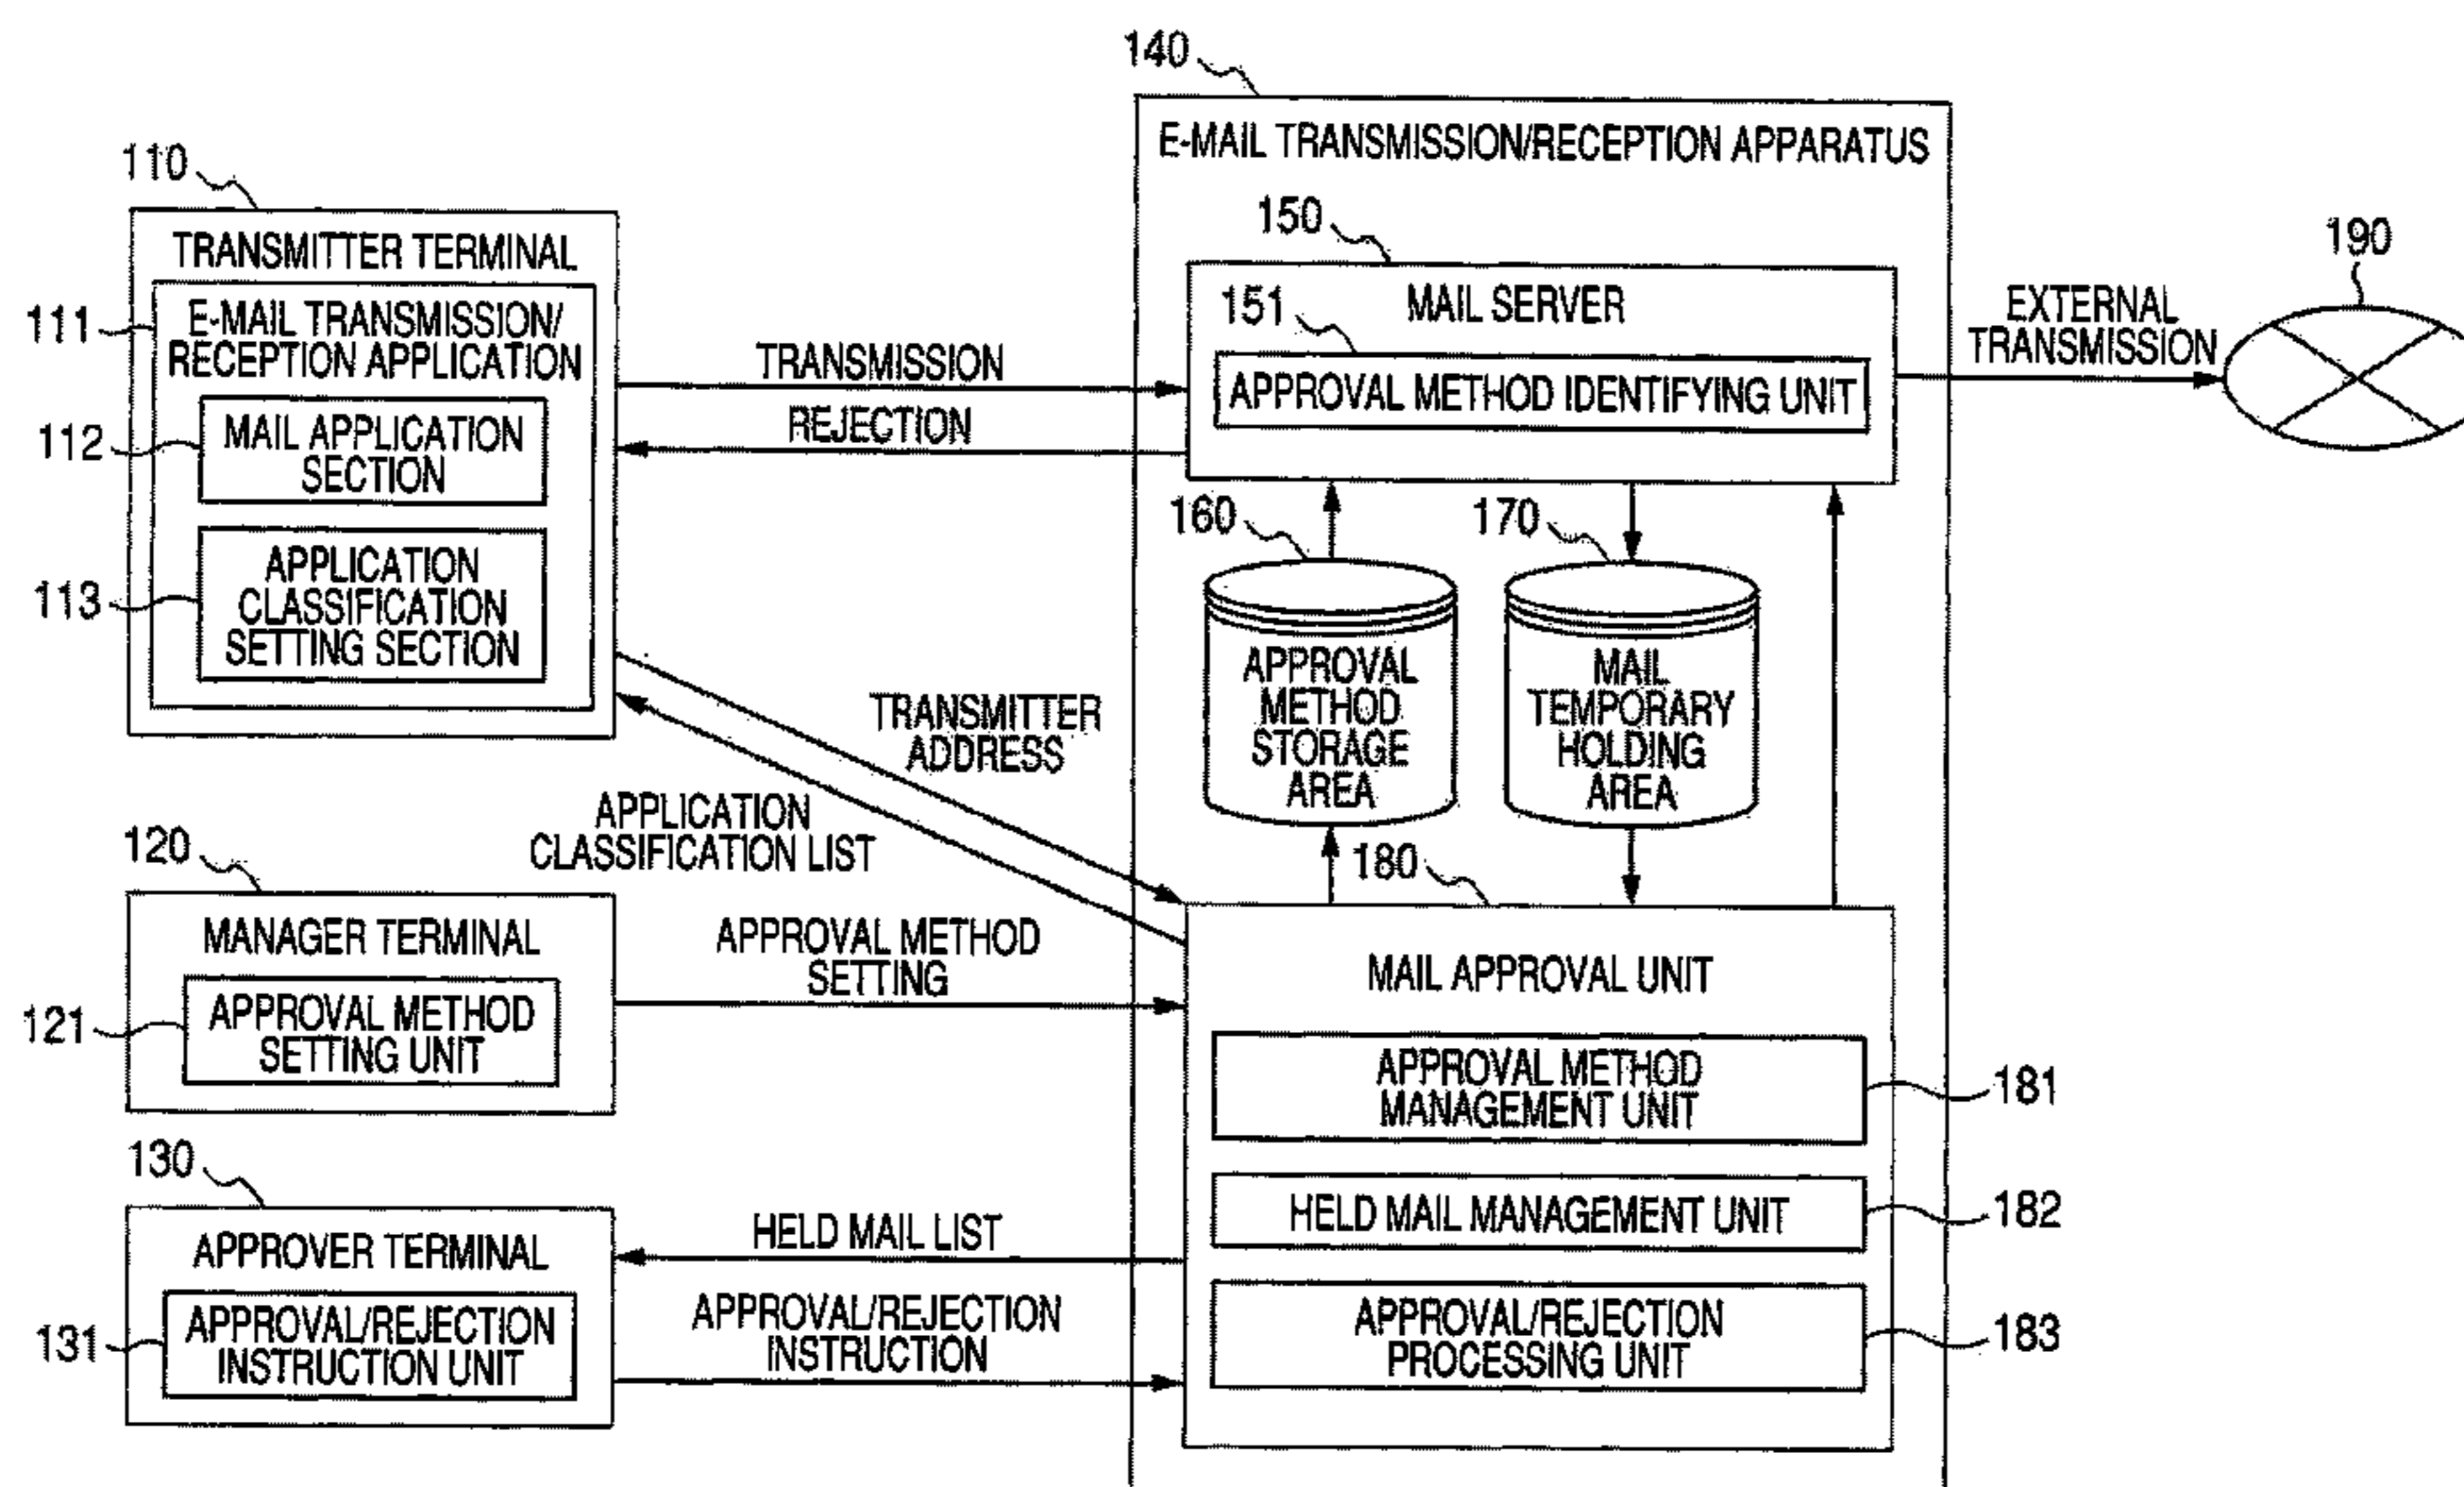 140
E-MAIL TRANSMISSION/RECEPTION APPARATUS
110
TRANSMITTER TERMINAL
111
E-MAIL TRANSMISSION/
RECEPTION APPLICATION
112
MAIL APPLICATION
SECTION
113
APPLICATION
CLASSIFICATION
SETTING SECTION
TRANSMISSION
REJECTION
150
MAIL SERVER
151
APPROVAL METHOD IDENTIFYING UNIT
EXTERNAL
TRANSMISSION
190
160
APPROVAL
METHOD
STORAGE
AREA
170
MAIL
TEMPORARY
HOLDING
AREA
TRANSMITTER
ADDRESS
APPLICATION
CLASSIFICATION LIST
120
MANAGER TERMINAL
121
APPROVAL METHOD
SETTING UNIT
APPROVAL METHOD
SETTING
180
MAIL APPROVAL UNIT
APPROVAL METHOD
MANAGEMENT UNIT
181
HELD MAIL MANAGEMENT UNIT
182
APPROVAL/REJECTION
PROCESSING UNIT
183
130
APPROVER TERMINAL
131
APPROVAL/REJECTION
INSTRUCTION UNIT
HELD MAIL LIST
APPROVAL/REJECTION
INSTRUCTION